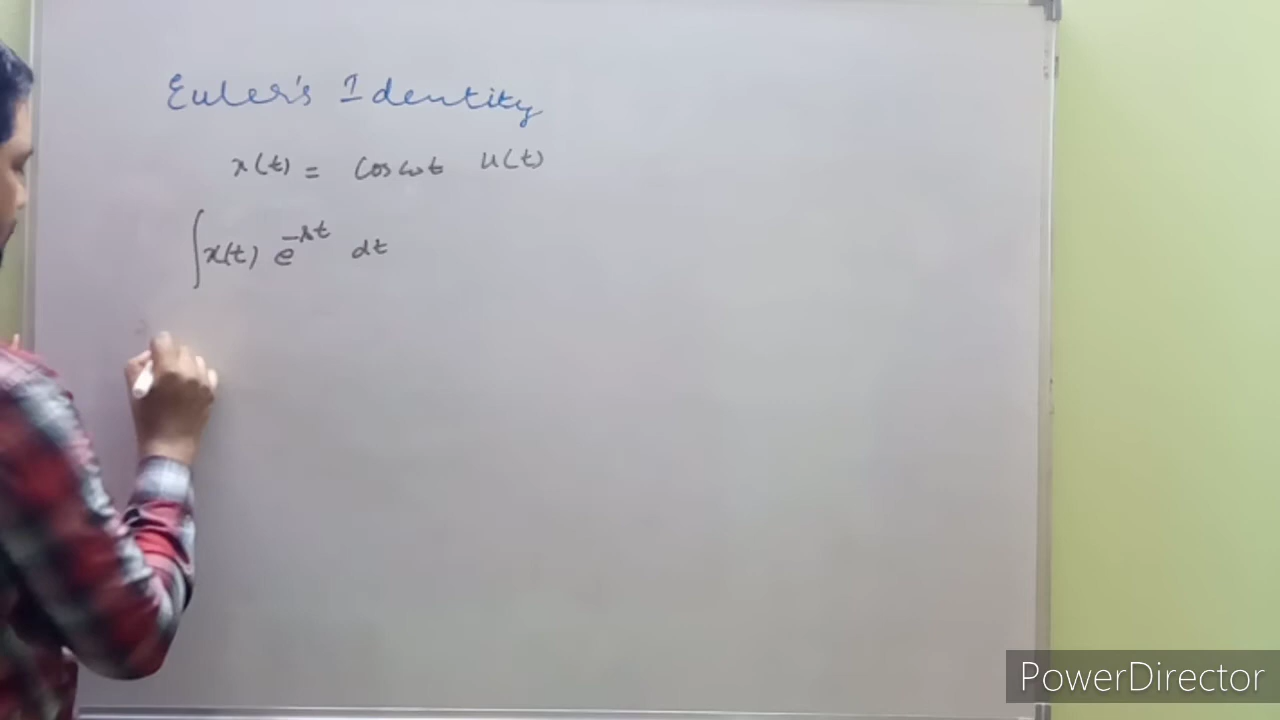 Euler's Identity
x(t) = cos ωt u(t)
∫x(t) e^-st dt
PowerDirector